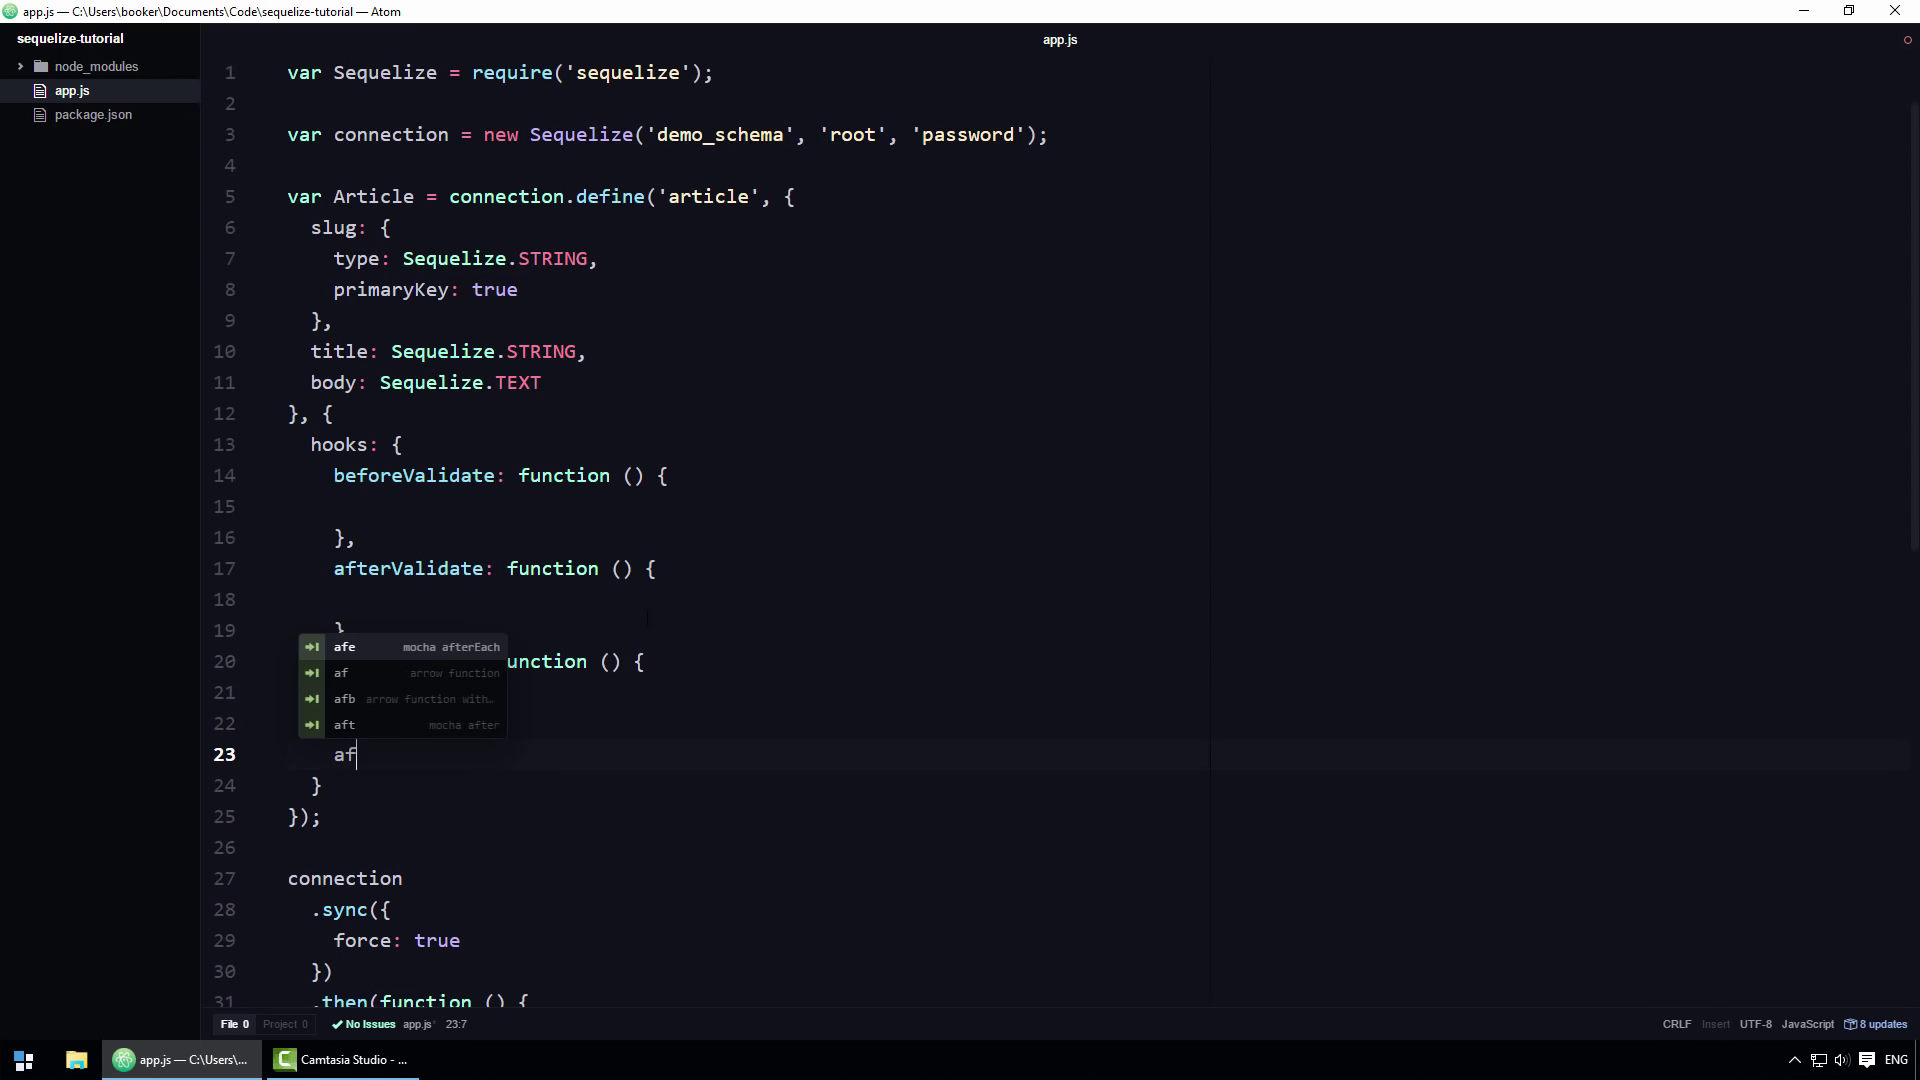 app.js — C:\Users\booker\Documents\Code\sequelize-tutorial — Atom
sequelize-tutorial
node_modules
app.js
package.json
app.js
1 var Sequelize = require('sequelize');
2
3 var connection = new Sequelize('demo_schema', 'root', 'password');
4
5 var Article = connection.define('article', {
6 slug: {
7 type: Sequelize.STRING,
8 primaryKey: true
9 },
10 title: Sequelize.STRING,
11 body: Sequelize.TEXT
12 }, {
13 hooks: {
14 beforeValidate: function () {
15
16 },
17 afterValidate: function () {
18
19 }
afe mocha afterEach
20 unction () {
af arrow function
21
afb arrow function with…
22
aft mocha after
23 af
24 }
25 });
26
27 connection
28 .sync({
29 force: true
30 })
31 .then(function () {
File 0 Project 0 No Issues app.js* 23:7 CRLF Insert UTF-8 JavaScript 8 updates
app.js — C:\Users\... Camtasia Studio - ... ENG